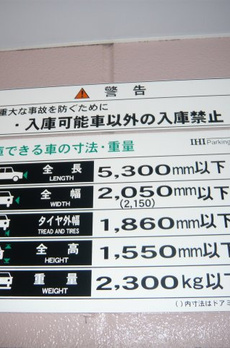 警告
重大な事故を防ぐために
・入庫可能車以外の入庫禁止
できる車の寸法・重量 IHI Parking
全長 LENGTH 5,300mm以下
全幅 WIDTH 2,050mm以下
(2,150)
タイヤ外幅 TREAD AND TIRES 1,860mm以下
全高 HEIGHT 1,550mm以下
重量 WEIGHT 2,300kg以下
( )内寸法はドアミ